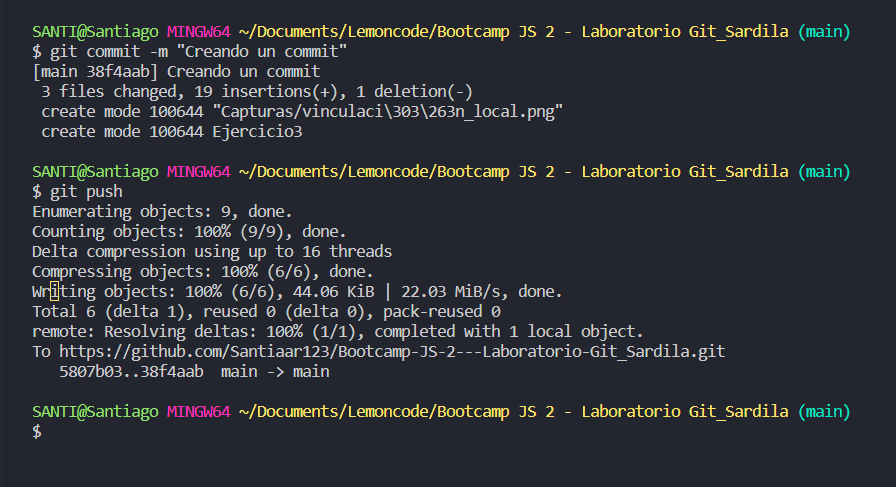 SANTI@Santiago MINGW64 ~/Documents/Lemoncode/Bootcamp JS 2 - Laboratorio Git_Sardila (main)
$ git commit -m "Creando un commit"
[main 38f4aab] Creando un commit
 3 files changed, 19 insertions(+), 1 deletion(-)
 create mode 100644 "Capturas/vinculaci\303\263n_local.png"
 create mode 100644 Ejercicio3
SANTI@Santiago MINGW64 ~/Documents/Lemoncode/Bootcamp JS 2 - Laboratorio Git_Sardila (main)
$ git push
Enumerating objects: 9, done.
Counting objects: 100% (9/9), done.
Delta compression using up to 16 threads
Compressing objects: 100% (6/6), done.
Writing objects: 100% (6/6), 44.06 KiB | 22.03 MiB/s, done.
Total 6 (delta 1), reused 0 (delta 0), pack-reused 0
remote: Resolving deltas: 100% (1/1), completed with 1 local object.
To https://github.com/Santiaar123/Bootcamp-JS-2---Laboratorio-Git_Sardila.git
   5807b03..38f4aab  main -> main
SANTI@Santiago MINGW64 ~/Documents/Lemoncode/Bootcamp JS 2 - Laboratorio Git_Sardila (main)
$